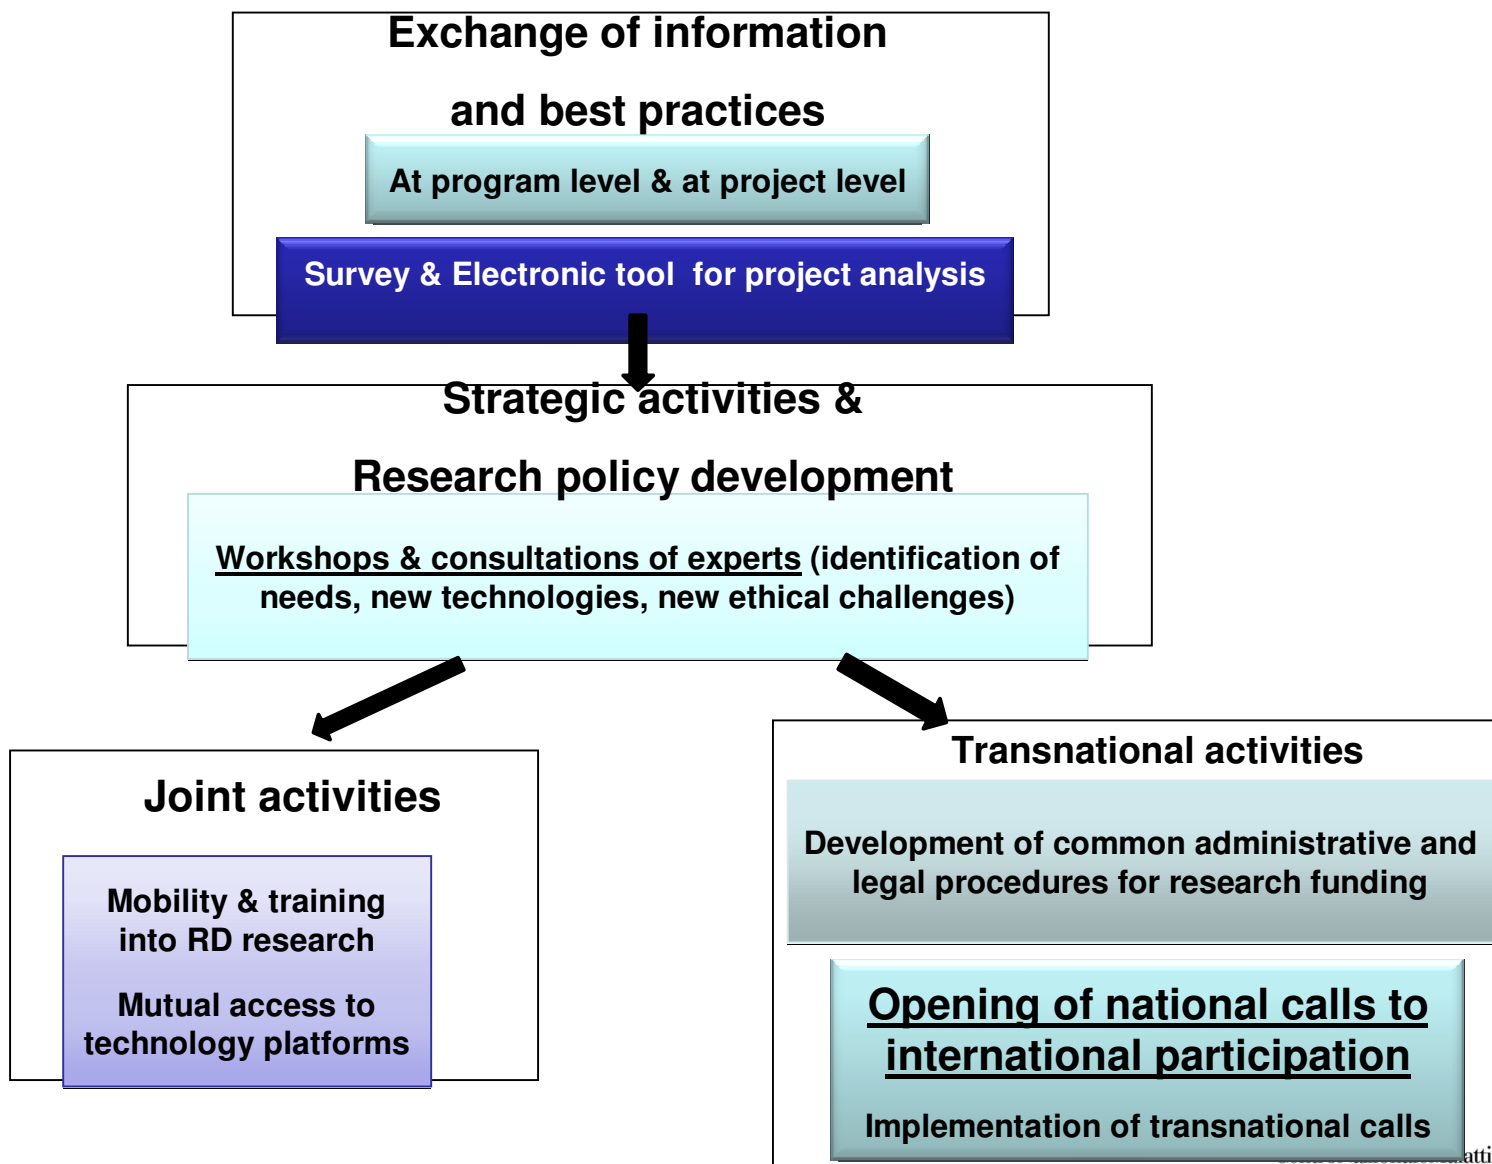 Exchange of information
and best practices
At program level & at project level
Survey & Electronic tool for project analysis
Strategic activities &
Research policy development
Workshops & consultations of experts (identification of
needs, new technologies, new ethical challenges)
Joint activities
Mobility & training
into RD research
Mutual access to
technology platforms
Transnational activities
Development of common administrative and
legal procedures for research funding
Opening of national calls to
international participation
Implementation of transnational calls